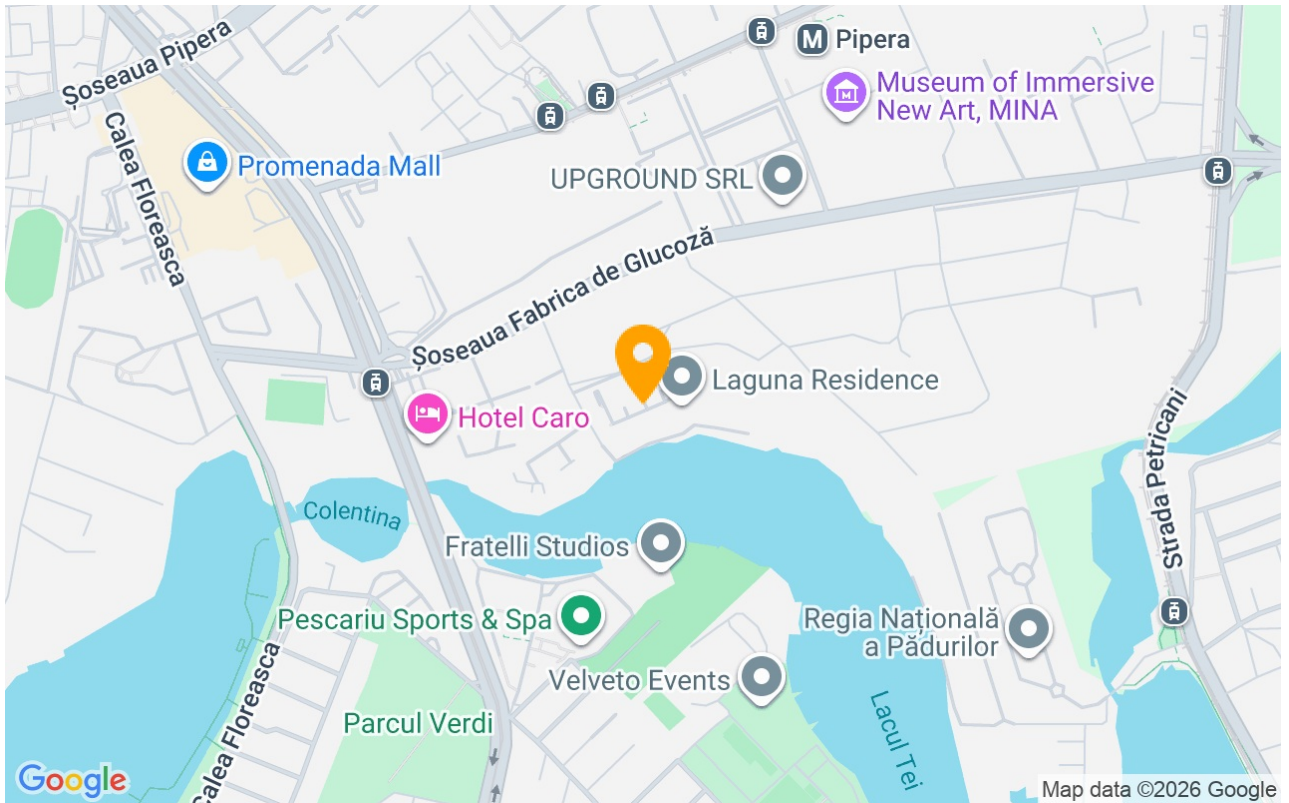 Șoseaua Pipera
M Pipera
Museum of Immersive
New Art, MINA
Calea Floreasca
Promenada Mall
UPGROUND SRL
Șoseaua Fabrica de Glucoză
Laguna Residence
Hotel Caro
Strada Petricani
Colentina
Fratelli Studios
Pescariu Sports & Spa
Regia Națională
a Pădurilor
Velveto Events
Calea Floreasca
Parcul Verdi
Lacul Tei
Google
Map data ©2026 Google